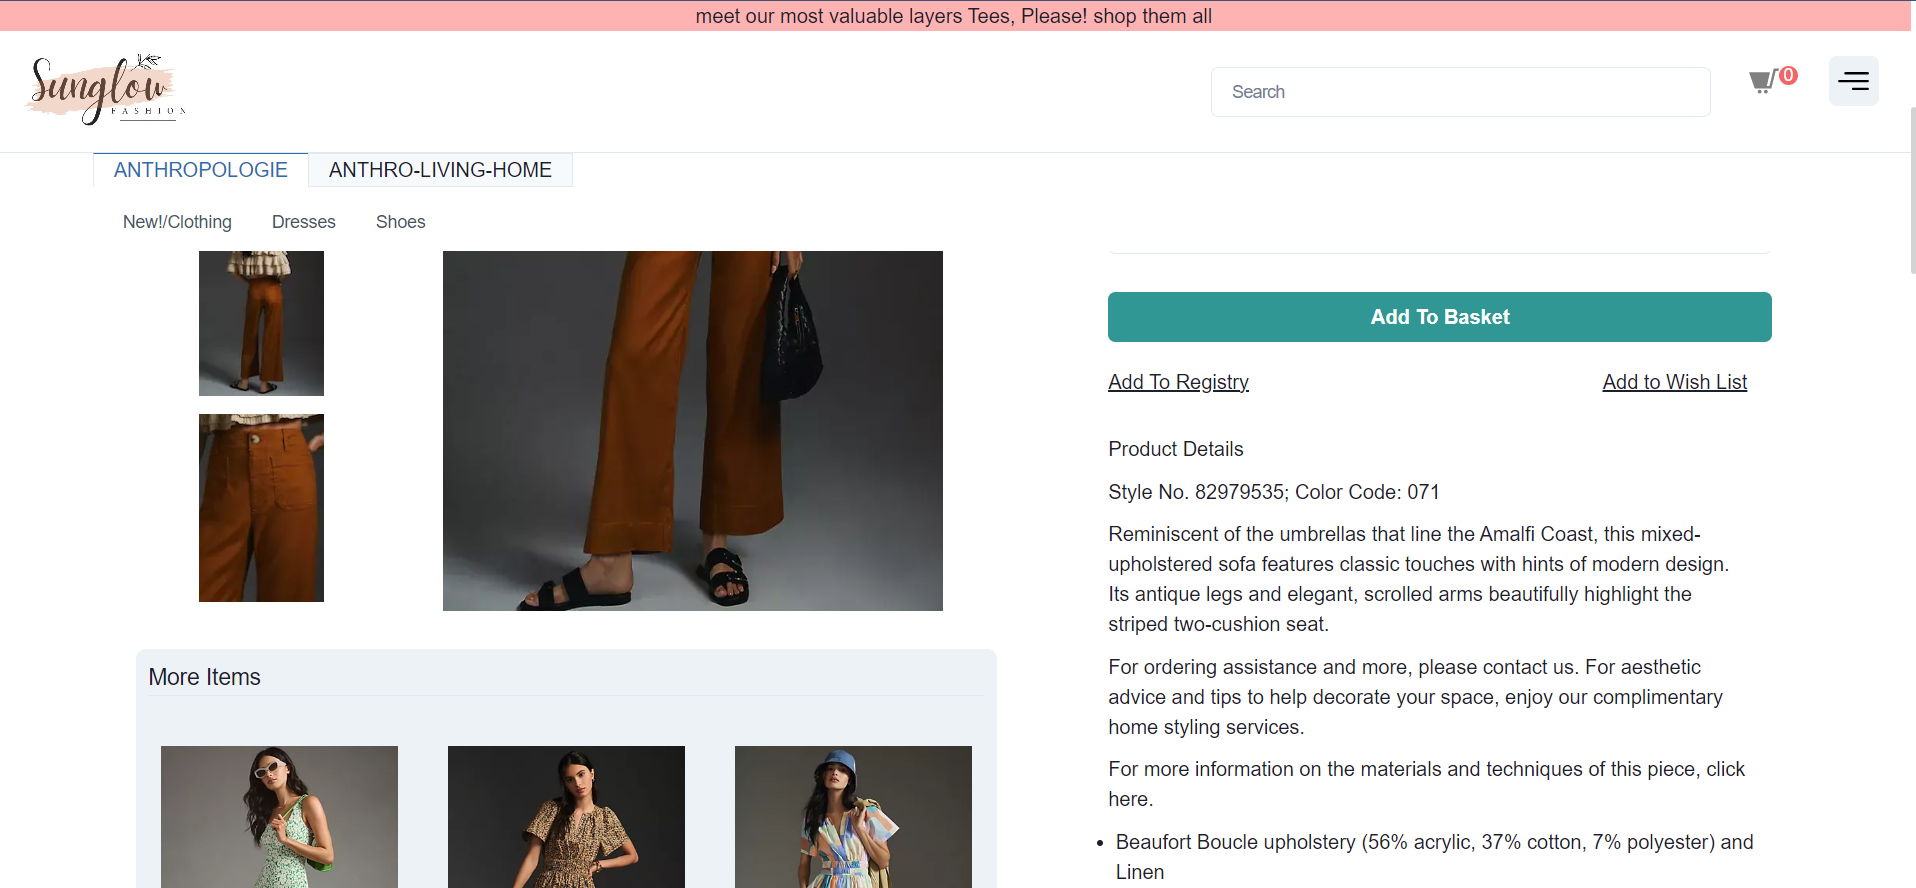 meet our most valuable layers Tees, Please! shop them all
Sunglow
FASHION
Search
0
ANTHROPOLOGIE
ANTHRO-LIVING-HOME
New!/Clothing
Dresses
Shoes
Add To Basket
Add To Registry
Add to Wish List
Product Details
Style No. 82979535; Color Code: 071
Reminiscent of the umbrellas that line the Amalfi Coast, this mixed-
upholstered sofa features classic touches with hints of modern design.
Its antique legs and elegant, scrolled arms beautifully highlight the
striped two-cushion seat.
For ordering assistance and more, please contact us. For aesthetic
advice and tips to help decorate your space, enjoy our complimentary
home styling services.
For more information on the materials and techniques of this piece, click
here.
• Beaufort Boucle upholstery (56% acrylic, 37% cotton, 7% polyester) and
Linen
More Items